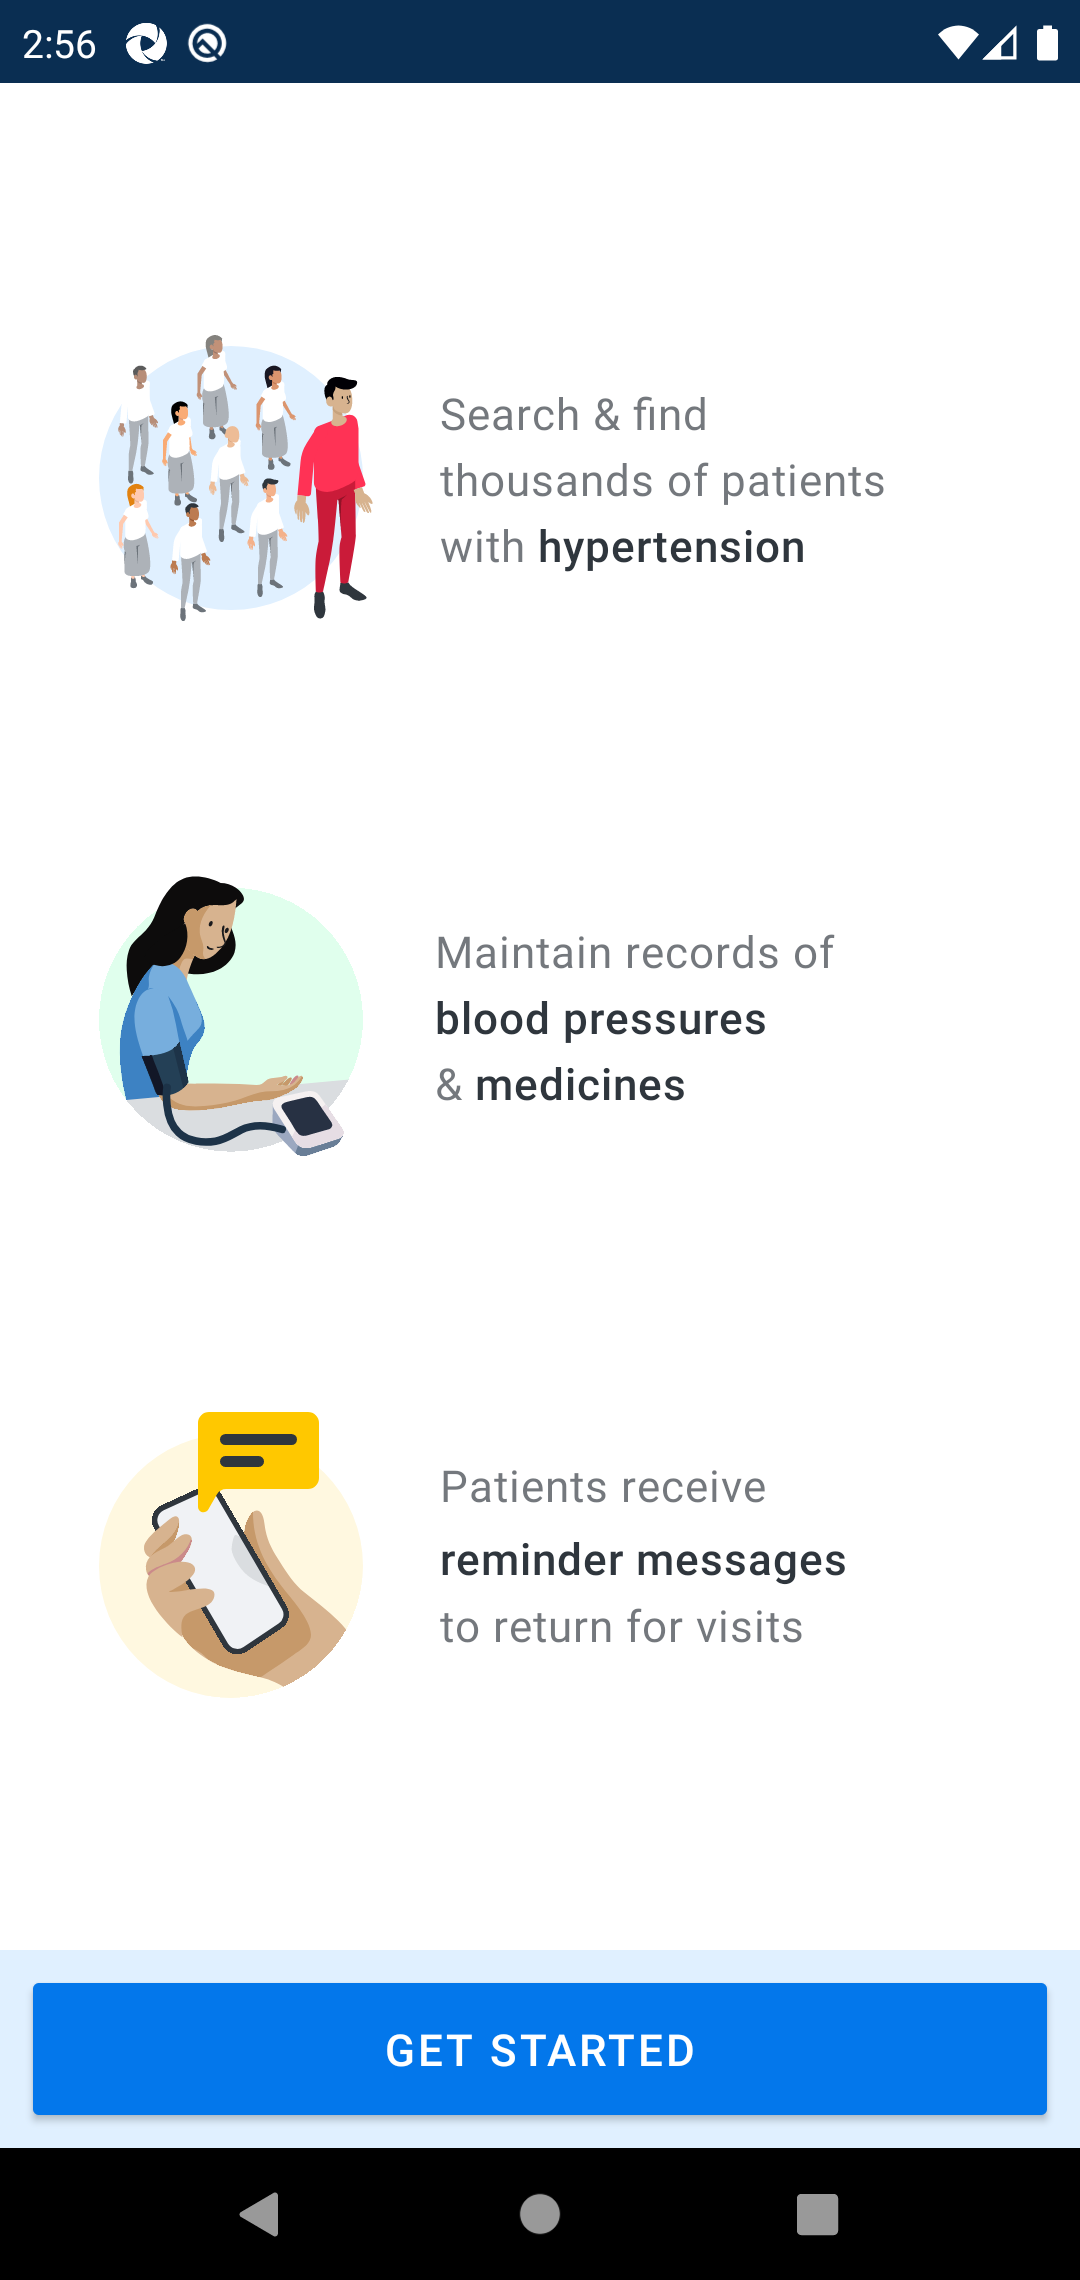 2:56
Search & find
thousands of patients
with hypertension
Maintain records of
blood pressures
& medicines
Patients receive
reminder messages
to return for visits
GET STARTED